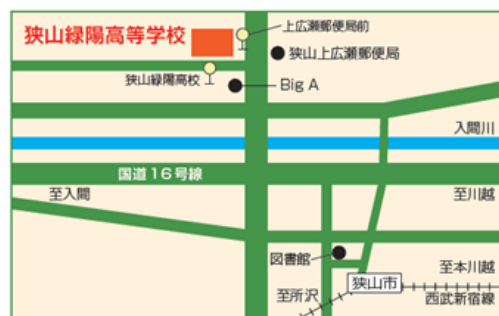 狭山緑陽高等学校
上広瀬郵便局前
狭山上広瀬郵便局
狭山緑陽高校
Big A
入間川
国道16号線
至入間
至川越
図書館
至本川越
狭山市
至所沢
西武新宿線